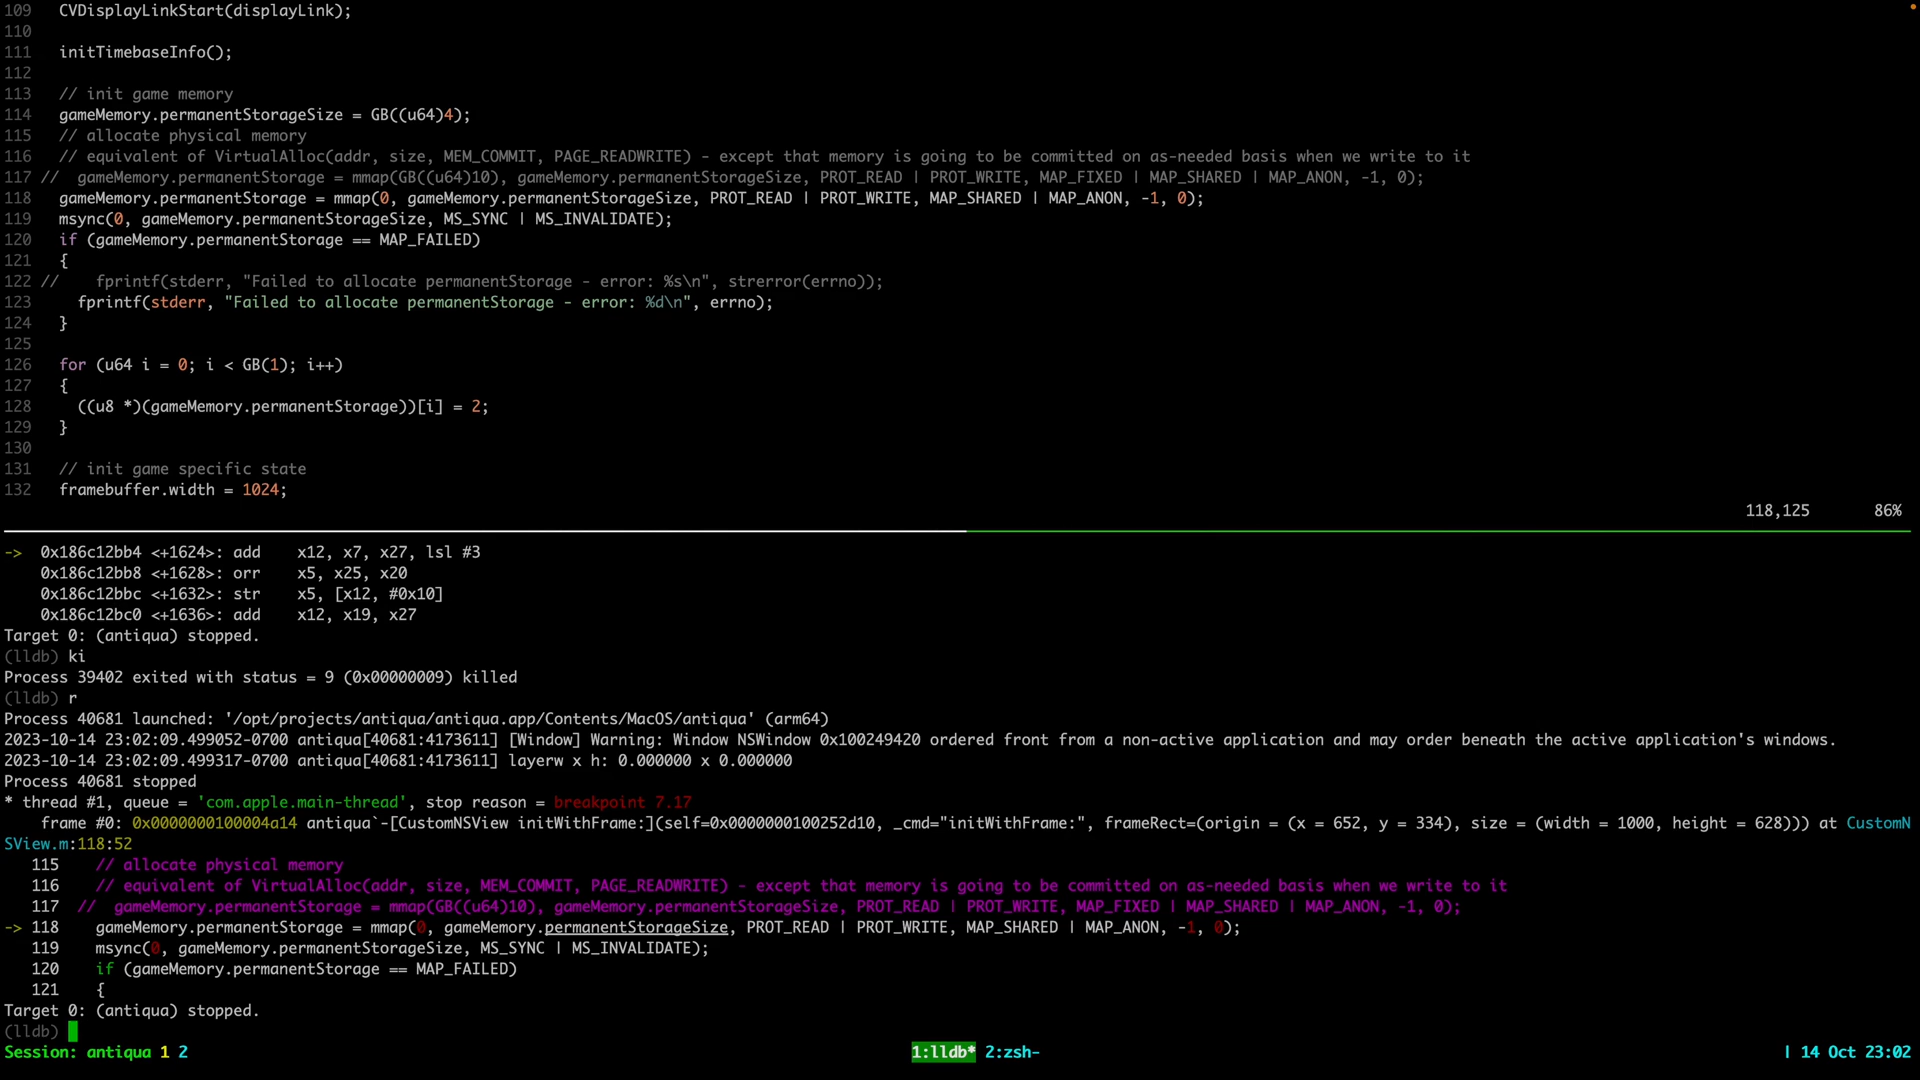 109   CVDisplayLinkStart(displayLink);
110
111   initTimebaseInfo();
112
113   // init game memory
114   gameMemory.permanentStorageSize = GB((u64)4);
115   // allocate physical memory
116   // equivalent of VirtualAlloc(addr, size, MEM_COMMIT, PAGE_READWRITE) - except that memory is going to be committed on as-needed basis when we write to it
117 //  gameMemory.permanentStorage = mmap(GB((u64)10), gameMemory.permanentStorageSize, PROT_READ | PROT_WRITE, MAP_FIXED | MAP_SHARED | MAP_ANON, -1, 0);
118   gameMemory.permanentStorage = mmap(0, gameMemory.permanentStorageSize, PROT_READ | PROT_WRITE, MAP_SHARED | MAP_ANON, -1, 0);
119   msync(0, gameMemory.permanentStorageSize, MS_SYNC | MS_INVALIDATE);
120   if (gameMemory.permanentStorage == MAP_FAILED)
121   {
122 //    fprintf(stderr, "Failed to allocate permanentStorage - error: %s\n", strerror(errno));
123     fprintf(stderr, "Failed to allocate permanentStorage - error: %d\n", errno);
124   }
125
126   for (u64 i = 0; i < GB(1); i++)
127   {
128     ((u8 *)(gameMemory.permanentStorage))[i] = 2;
129   }
130
131   // init game specific state
132   framebuffer.width = 1024;
118,125       86%
->  0x186c12bb4 <+1624>: add    x12, x7, x27, lsl #3
    0x186c12bb8 <+1628>: orr    x5, x25, x20
    0x186c12bbc <+1632>: str    x5, [x12, #0x10]
    0x186c12bc0 <+1636>: add    x12, x19, x27
Target 0: (antiqua) stopped.
(lldb) ki
Process 39402 exited with status = 9 (0x00000009) killed
(lldb) r
Process 40681 launched: '/opt/projects/antiqua/antiqua.app/Contents/MacOS/antiqua' (arm64)
2023-10-14 23:02:09.499052-0700 antiqua[40681:4173611] [Window] Warning: Window NSWindow 0x100249420 ordered front from a non-active application and may order beneath the active application's windows.
2023-10-14 23:02:09.499317-0700 antiqua[40681:4173611] layerw x h: 0.000000 x 0.000000
Process 40681 stopped
* thread #1, queue = 'com.apple.main-thread', stop reason = breakpoint 7.17
    frame #0: 0x0000000100004a14 antiqua`-[CustomNSView initWithFrame:](self=0x0000000100252d10, _cmd="initWithFrame:", frameRect=(origin = (x = 652, y = 334), size = (width = 1000, height = 628))) at CustomN
SView.m:118:52
   115    // allocate physical memory
   116    // equivalent of VirtualAlloc(addr, size, MEM_COMMIT, PAGE_READWRITE) - except that memory is going to be committed on as-needed basis when we write to it
   117  //  gameMemory.permanentStorage = mmap(GB((u64)10), gameMemory.permanentStorageSize, PROT_READ | PROT_WRITE, MAP_FIXED | MAP_SHARED | MAP_ANON, -1, 0);
-> 118    gameMemory.permanentStorage = mmap(0, gameMemory.permanentStorageSize, PROT_READ | PROT_WRITE, MAP_SHARED | MAP_ANON, -1, 0);
   119    msync(0, gameMemory.permanentStorageSize, MS_SYNC | MS_INVALIDATE);
   120    if (gameMemory.permanentStorage == MAP_FAILED)
   121    {
Target 0: (antiqua) stopped.
(lldb)
Session: antiqua 1 2   1:lldb* 2:zsh-   | 14 Oct 23:02